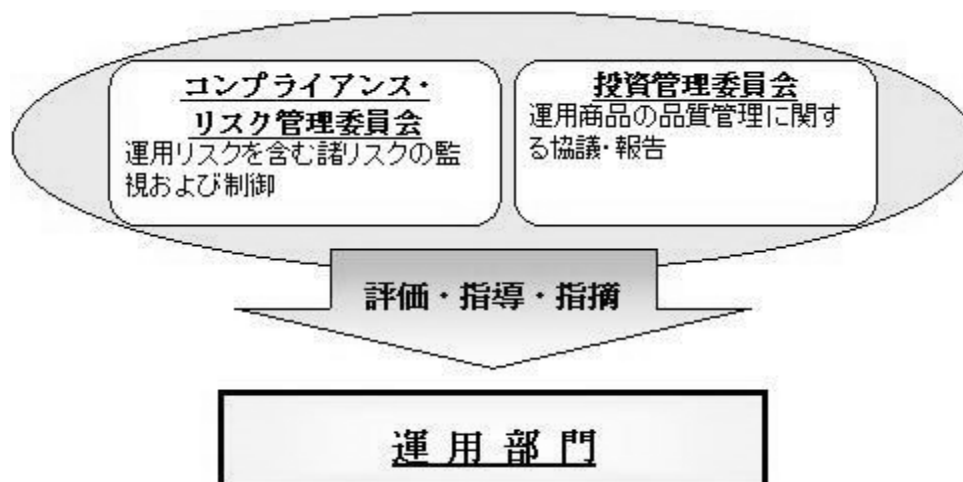 コンプライアンス・
リスク管理委員会
運用リスクを含む諸リスクの監
視および制御
投資管理委員会
運用商品の品質管理に関す
る協議・報告
評価・指導・指摘
運用部門